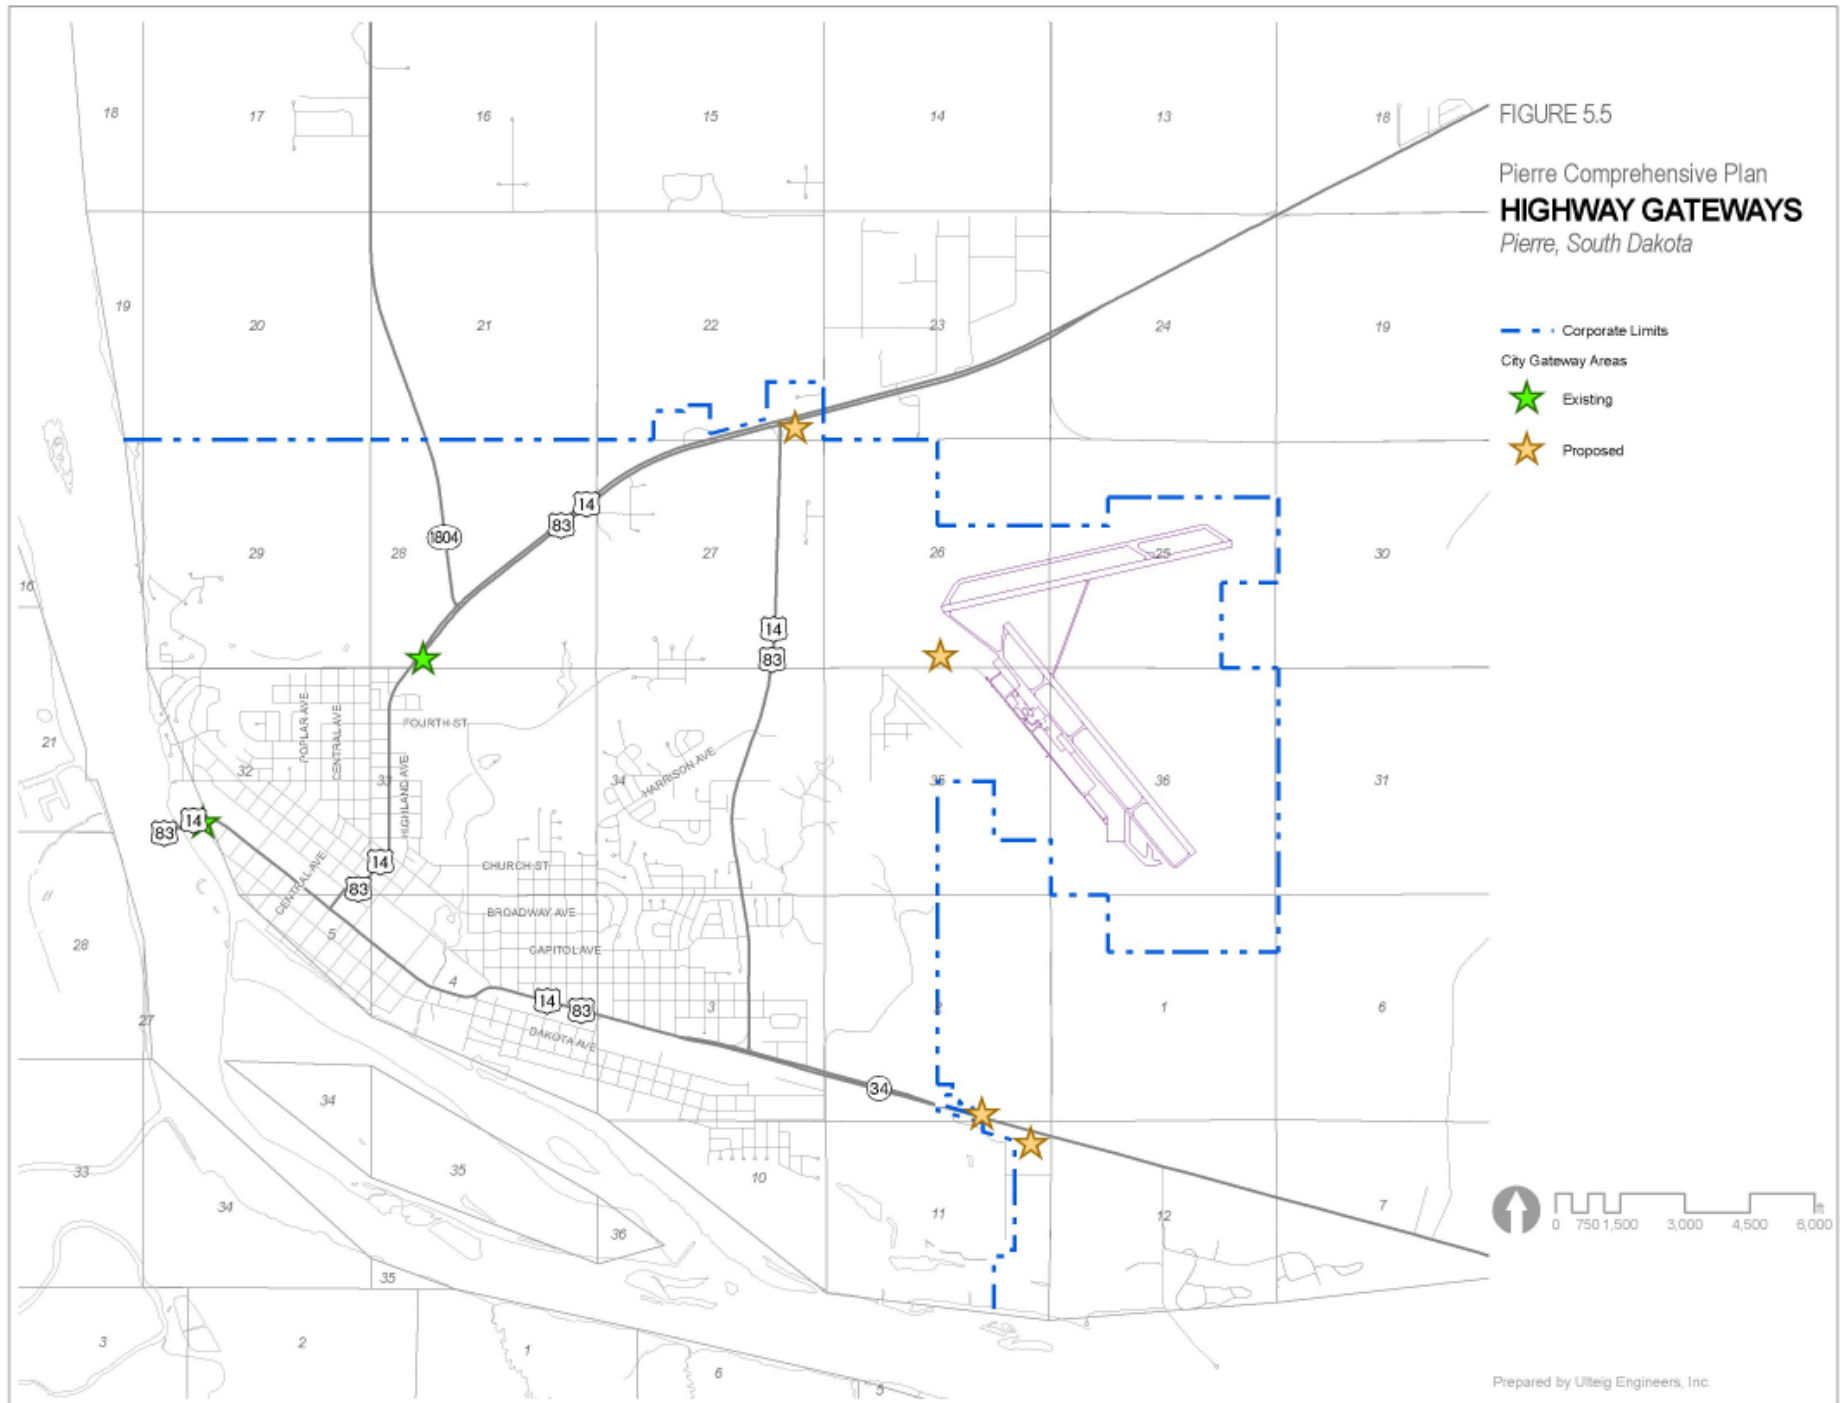 FIGURE 5.5
Pierre Comprehensive Plan
HIGHWAY GATEWAYS
Pierre, South Dakota
Corporate Limits
City Gateway Areas
Existing
Proposed
18
17
16
15
14
13
18
19
20
21
22
23
24
19
14
83
1804
29
28
27
26
25
30
16
14
83
POPLAR AVE
CENTRAL AVE
FOURTH ST
HIGHLAND AVE
HARRISON AVE
21
32
33
34
35
36
31
83
14
14
83
CHURCH ST
CENTRAL AVE
BROADWAY AVE
CAPITOL AVE
28
5
4
14
83
3
1
6
27
DAKOTA AVE
34
34
33
35
10
34
36
11
12
7
35
3
2
1
6
5
0 750 1,500 3,000 4,500 6,000
ft
Prepared by Ulteig Engineers, Inc.